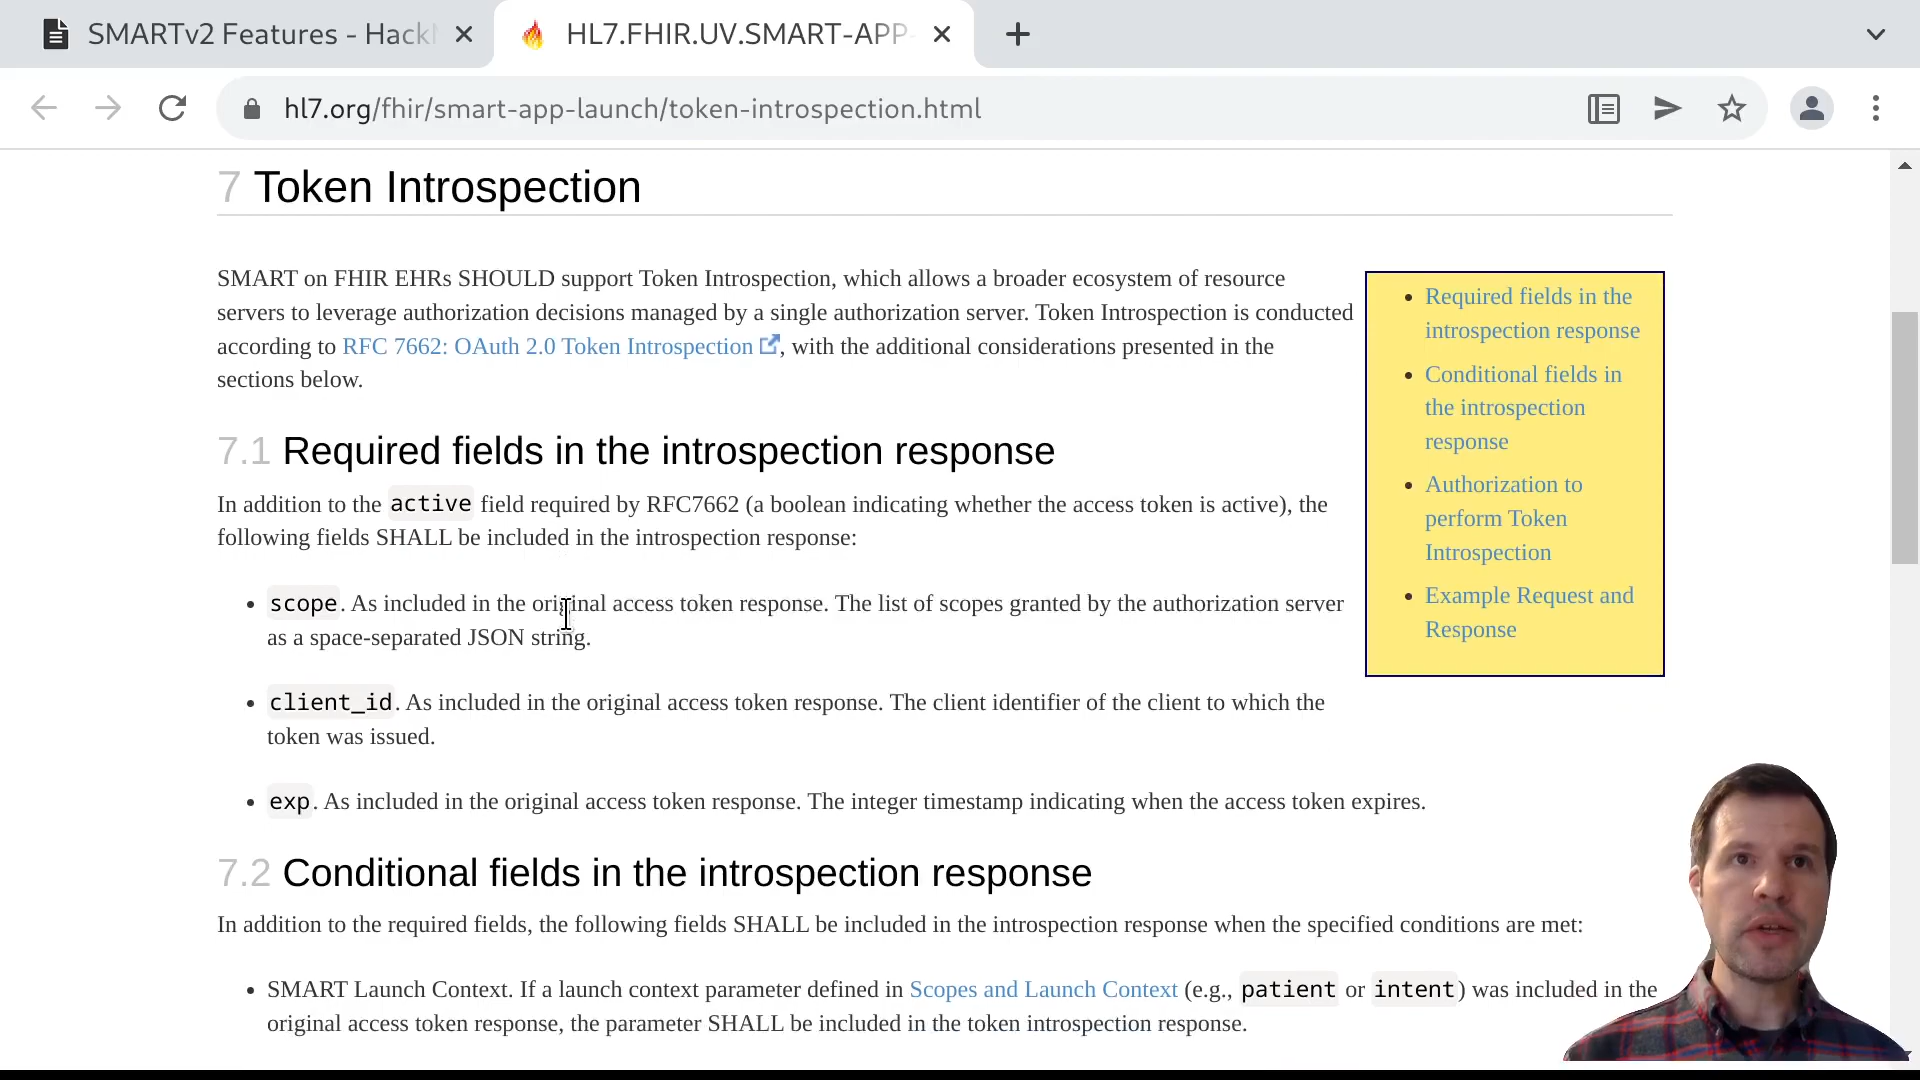 SMARTv2 Features - Hack
HL7.FHIR.UV.SMART-APP-
hl7.org/fhir/smart-app-launch/token-introspection.html
7 Token Introspection
SMART on FHIR EHRs SHOULD support Token Introspection, which allows a broader ecosystem of resource
servers to leverage authorization decisions managed by a single authorization server. Token Introspection is conducted
according to RFC 7662: OAuth 2.0 Token Introspection, with the additional considerations presented in the
sections below.
• Required fields in the
introspection response
• Conditional fields in
the introspection
response
• Authorization to
perform Token
Introspection
• Example Request and
Response
7.1 Required fields in the introspection response
In addition to the active field required by RFC7662 (a boolean indicating whether the access token is active), the
following fields SHALL be included in the introspection response:
• scope. As included in the original access token response. The list of scopes granted by the authorization server
as a space-separated JSON string.
• client_id. As included in the original access token response. The client identifier of the client to which the
token was issued.
• exp. As included in the original access token response. The integer timestamp indicating when the access token expires.
7.2 Conditional fields in the introspection response
In addition to the required fields, the following fields SHALL be included in the introspection response when the specified conditions are met:
• SMART Launch Context. If a launch context parameter defined in Scopes and Launch Context (e.g., patient or intent) was included in the
original access token response, the parameter SHALL be included in the token introspection response.